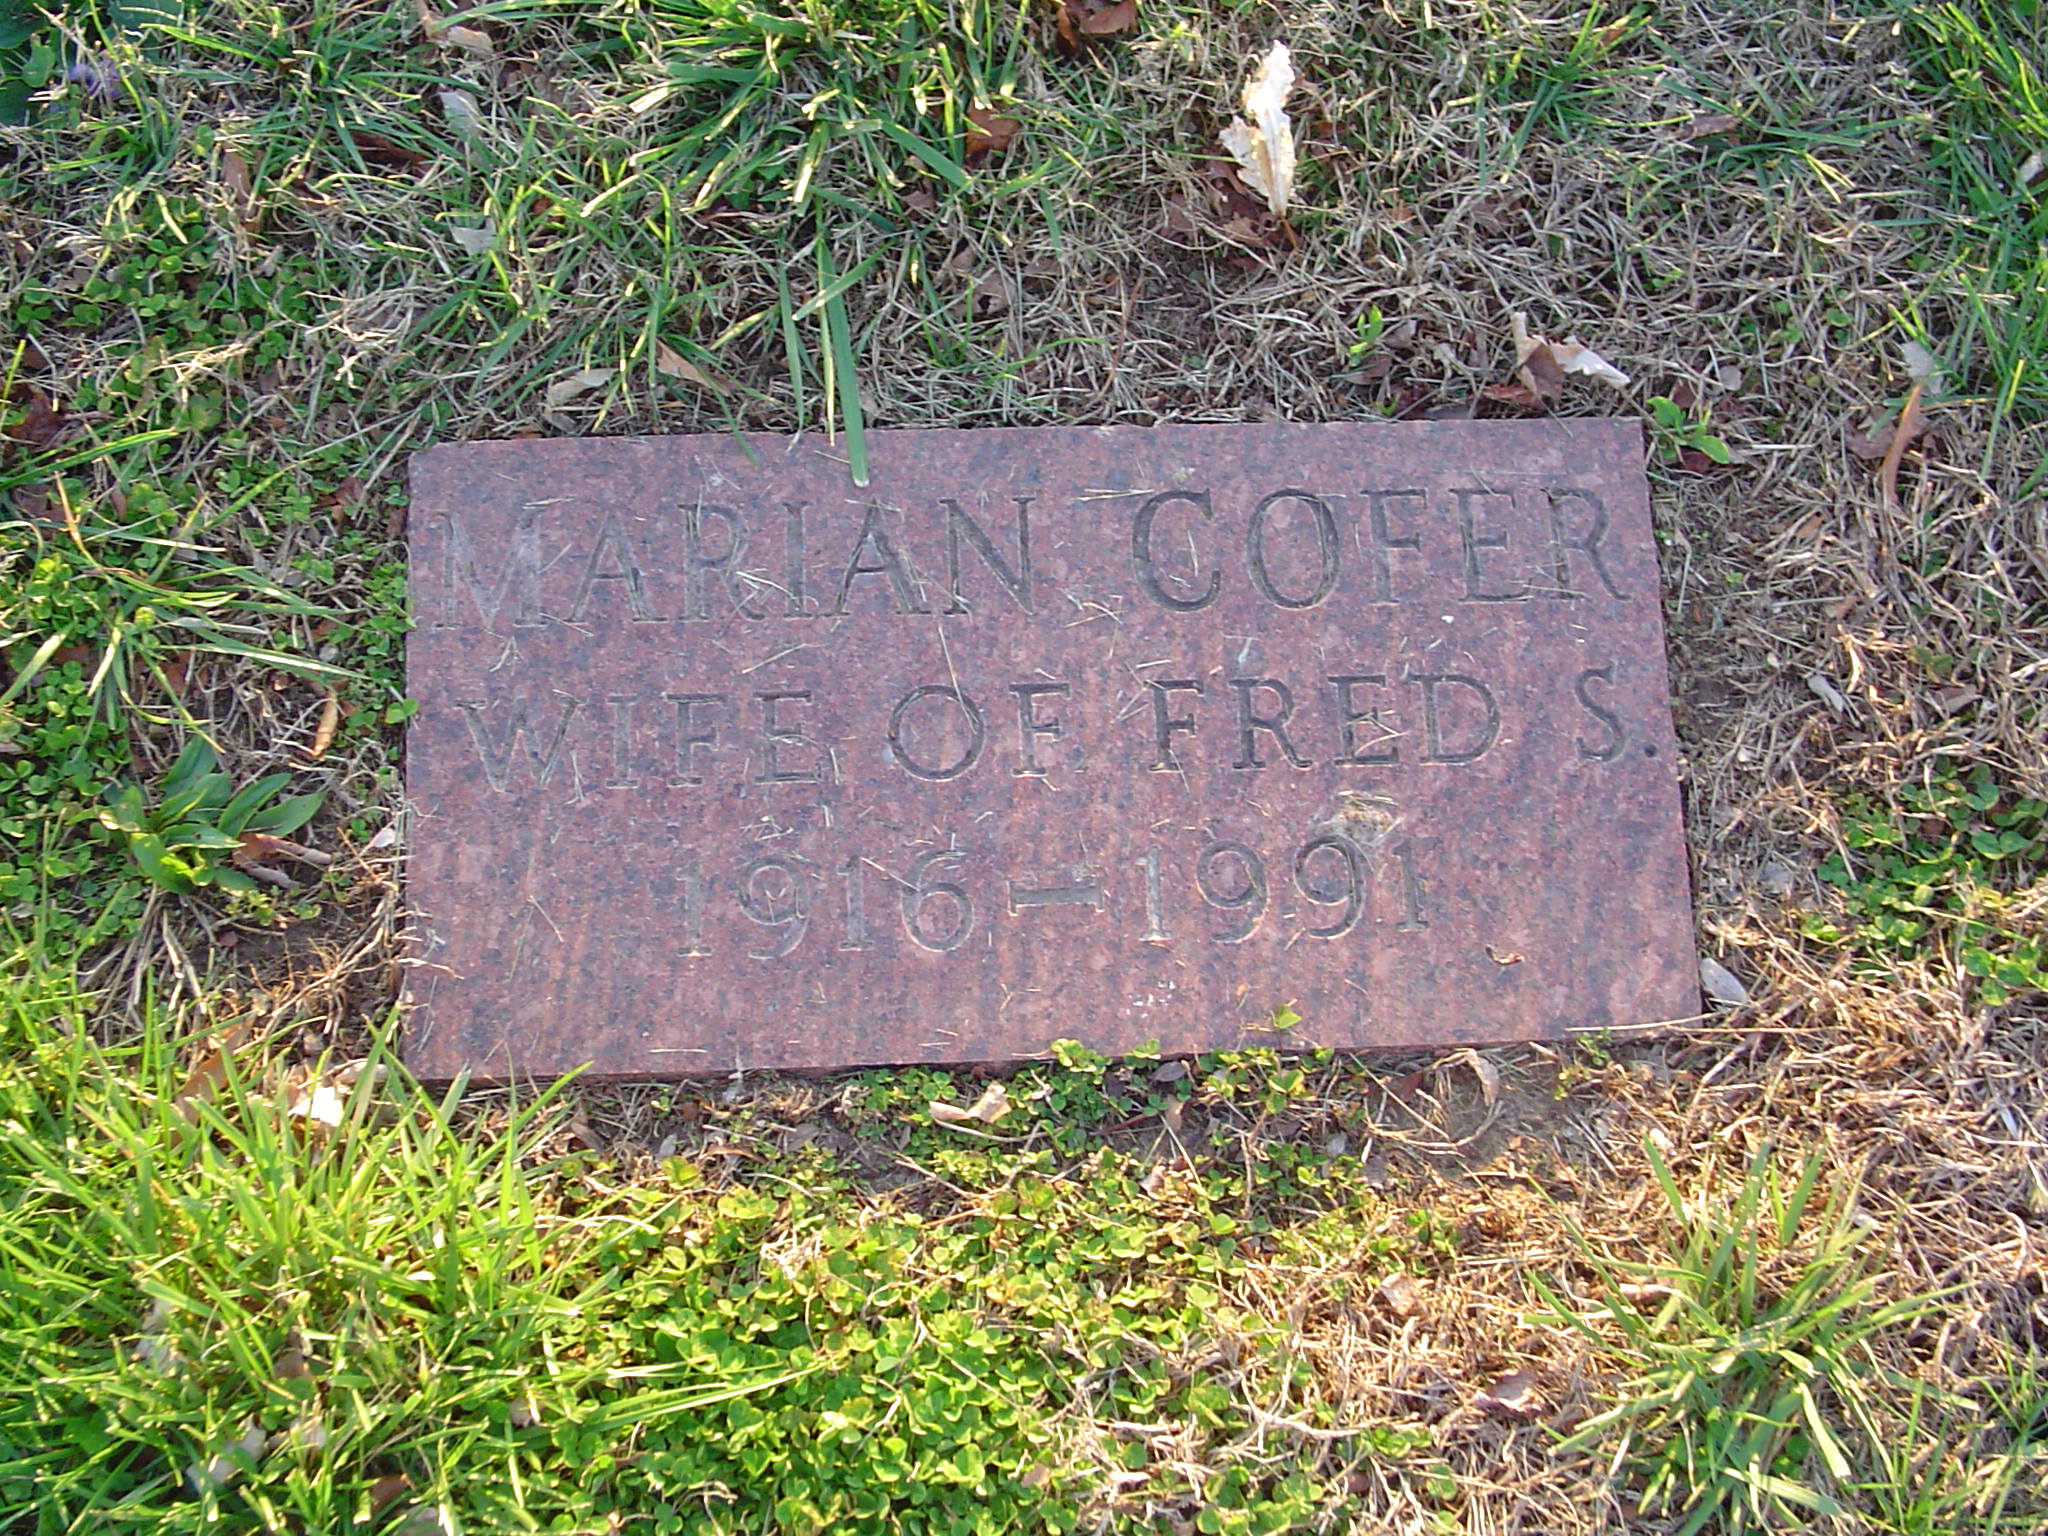 MARIAN COFER
WIFE OF FRED S.
1916–1991